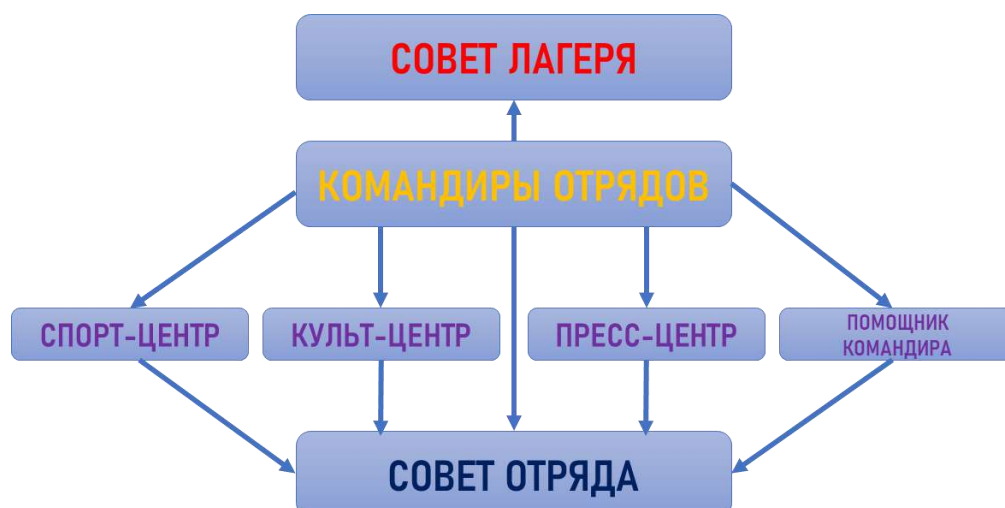 СОВЕТ ЛАГЕРЯ
КОМАНДИРЫ ОТРЯДОВ
СПОРТ-ЦЕНТР
КУЛЬТ-ЦЕНТР
ПРЕСС-ЦЕНТР
ПОМОЩНИК
КОМАНДИРА
СОВЕТ ОТРЯДА